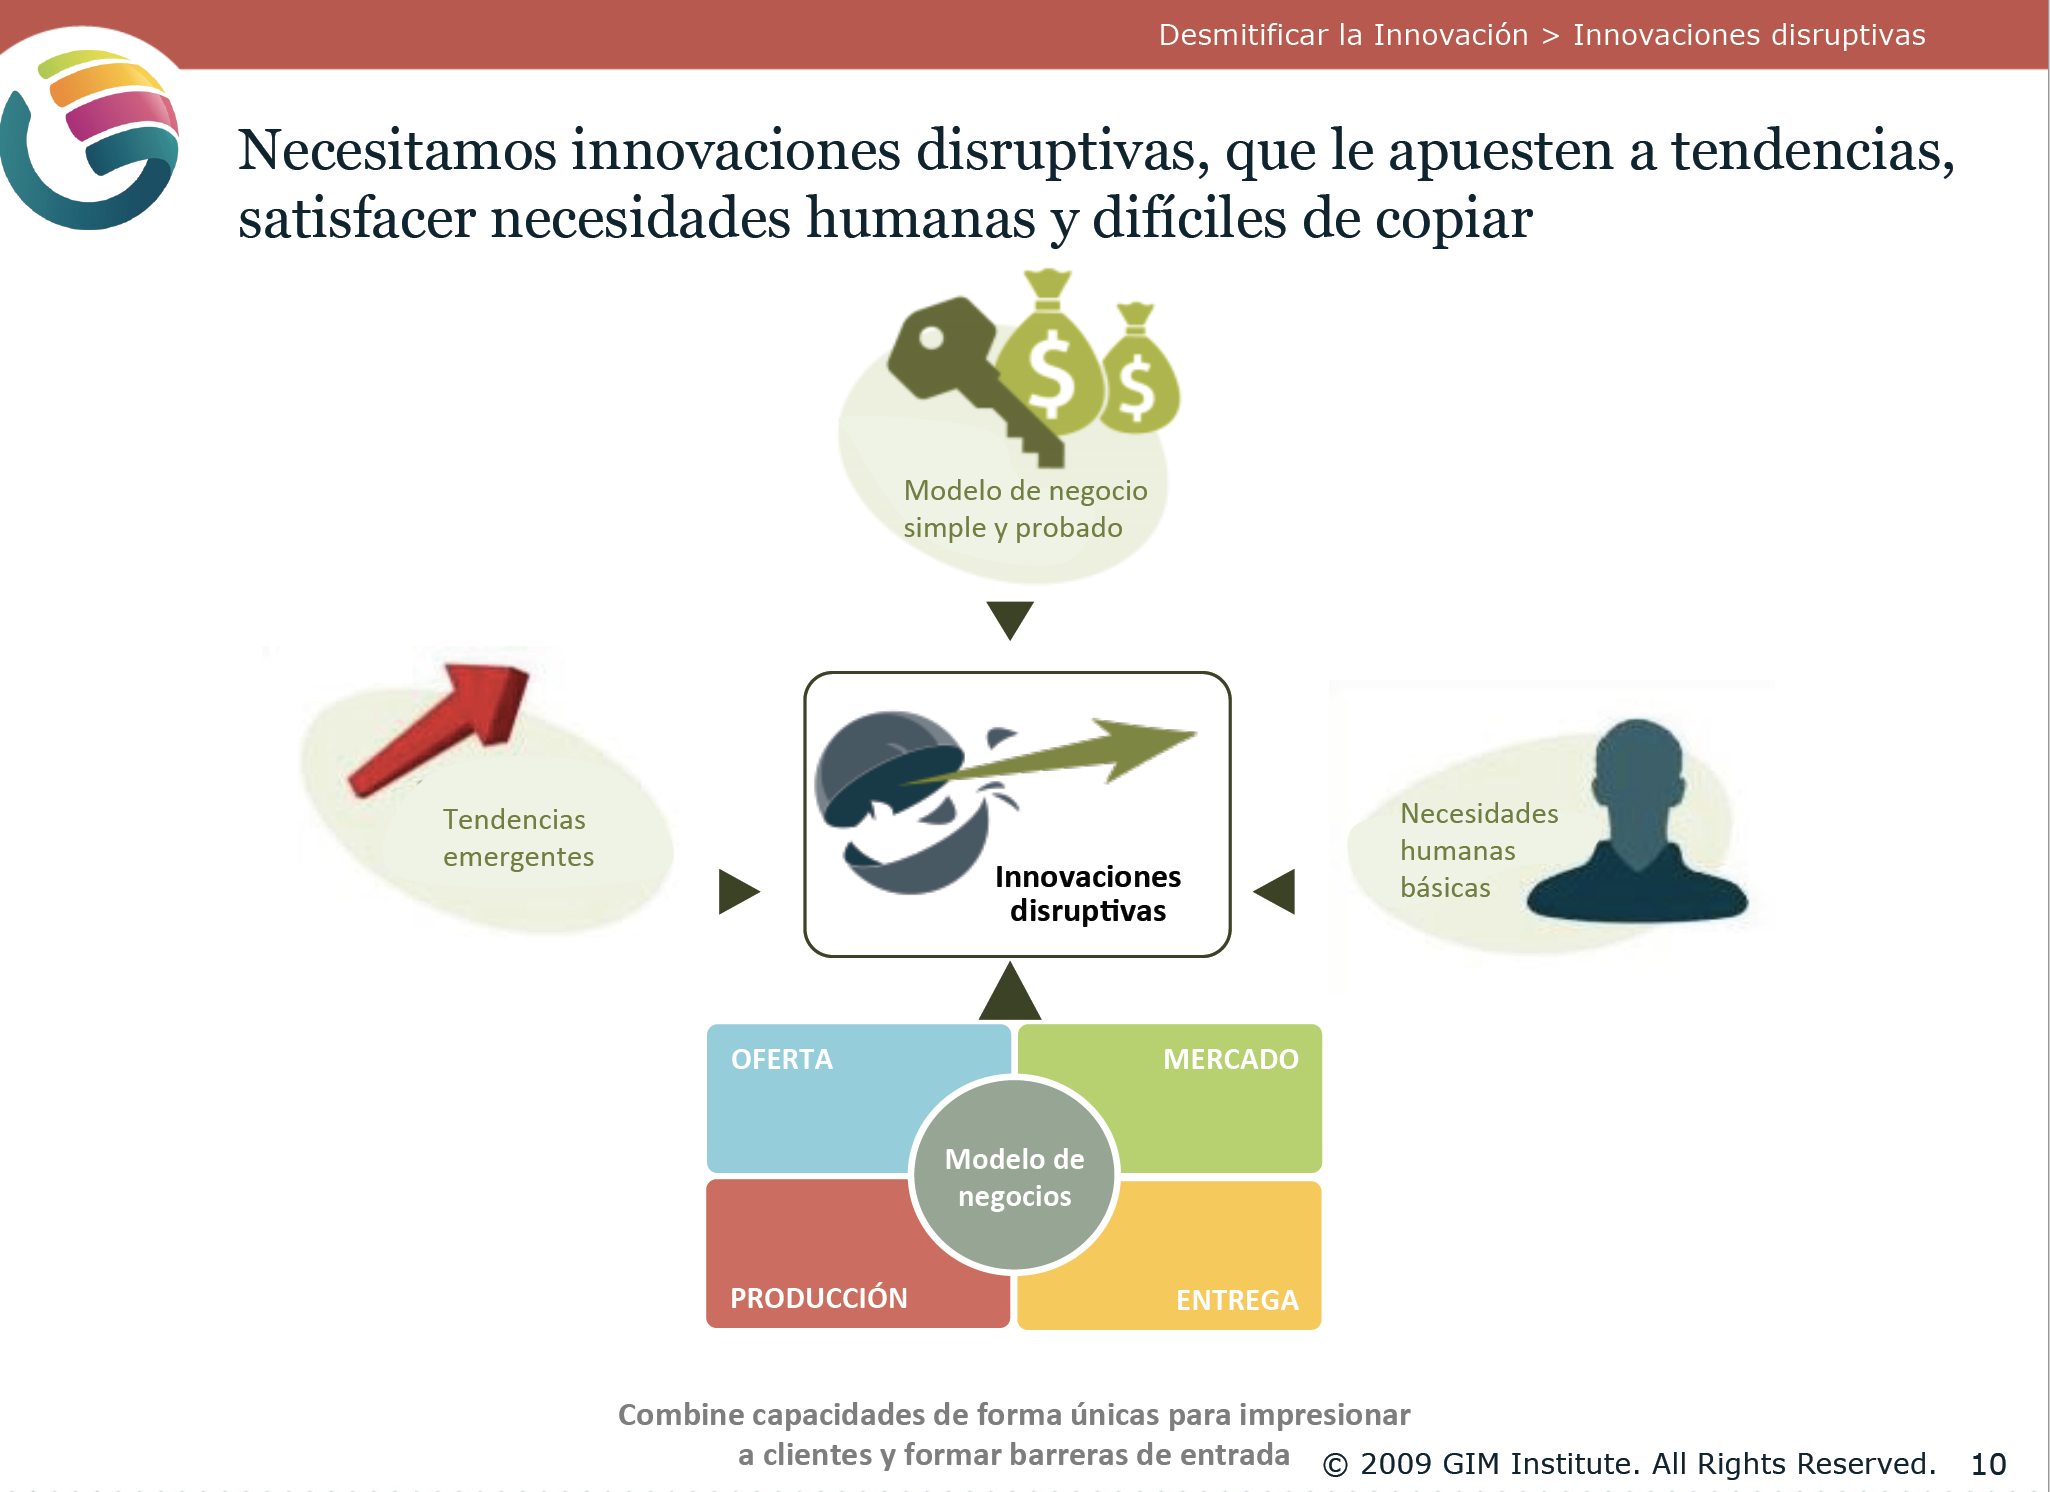 Desmitificar la Innovación > Innovaciones disruptivas
Necesitamos innovaciones disruptivas, que le apuesten a tendencias,
satisfacer necesidades humanas y difíciles de copiar
$ $
Modelo de negocio
simple y probado
Tendencias
emergentes
Innovaciones
disruptivas
Necesidades
humanas
básicas
OFERTA
MERCADO
Modelo de
negocios
PRODUCCIÓN
ENTREGA
Combine capacidades de forma únicas para impresionar
a clientes y formar barreras de entrada
© 2009 GIM Institute. All Rights Reserved. 10